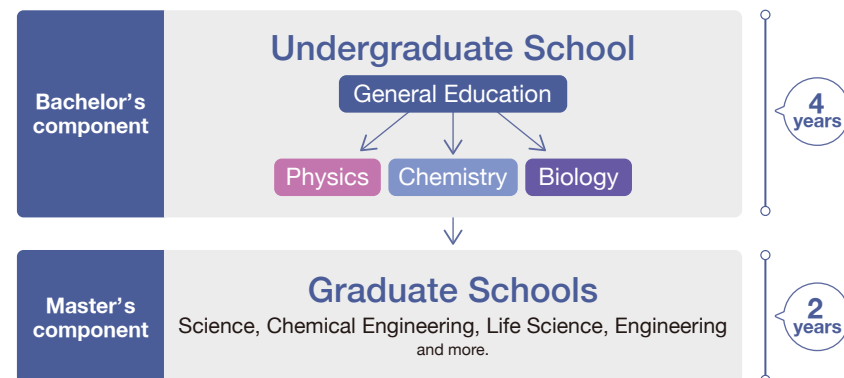 Bachelor's
component
Undergraduate School
General Education
Physics Chemistry Biology
4
years
Master's
component
Graduate Schools
Science, Chemical Engineering, Life Science, Engineering
and more.
2
years